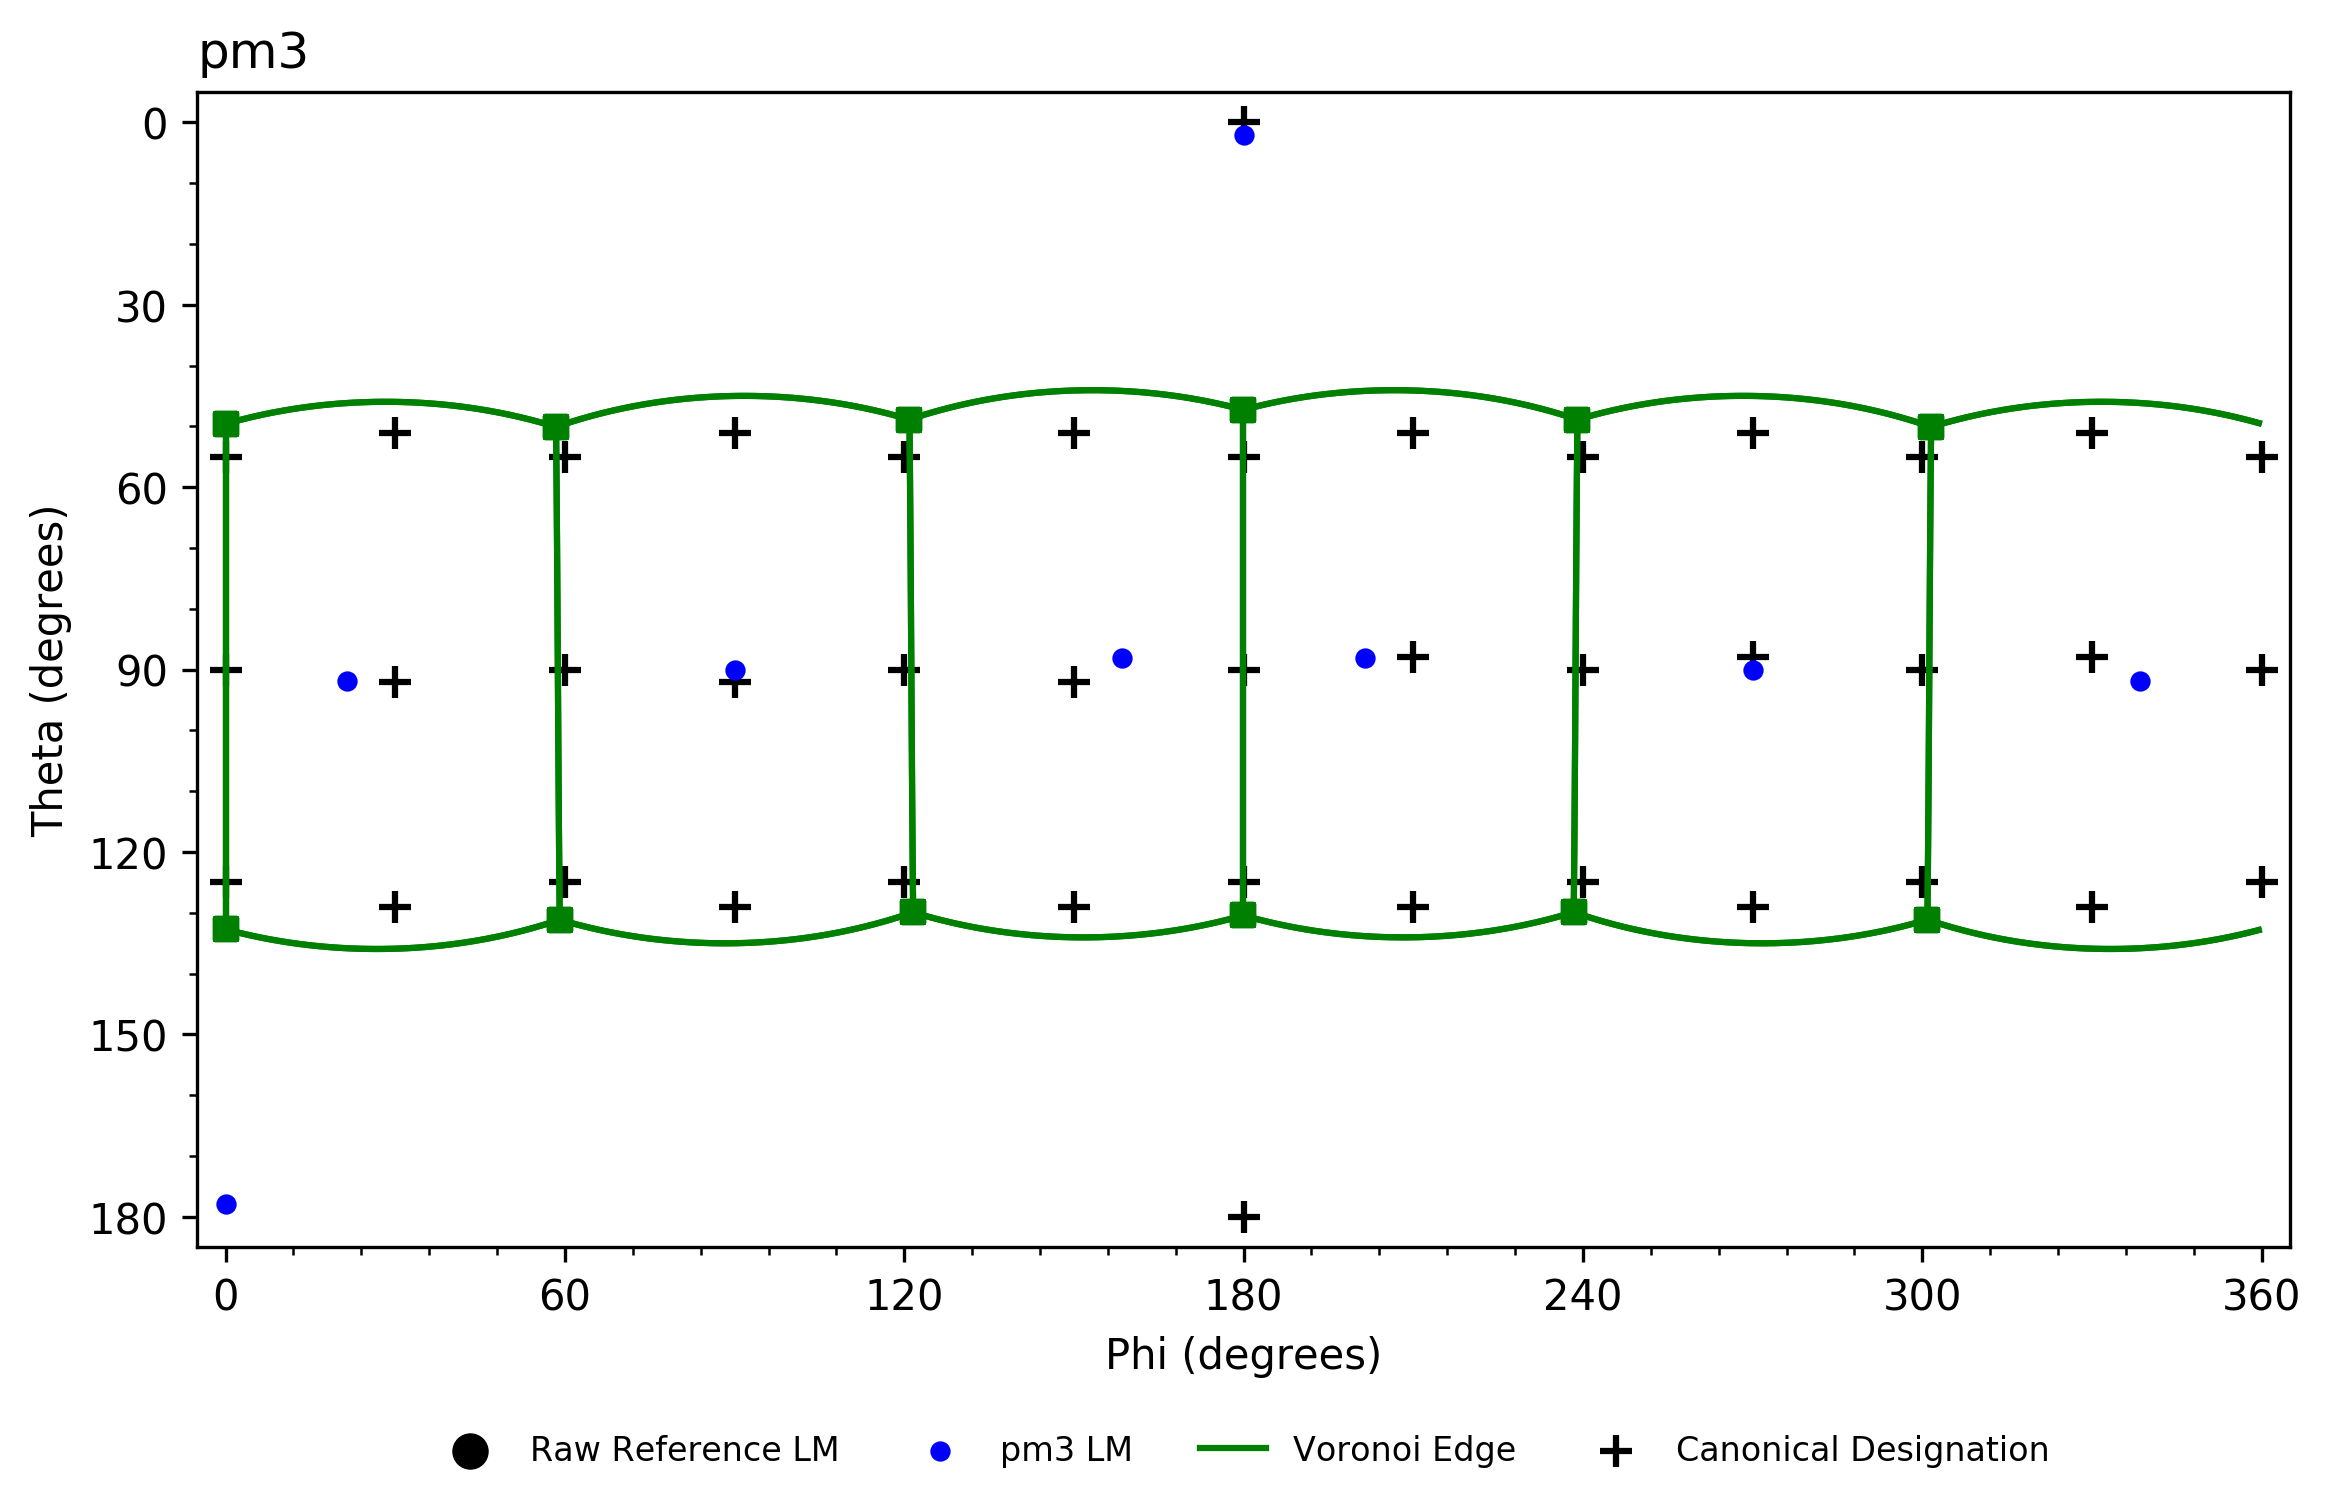 pm3
0
30
60
90
120
150
180
Theta (degrees)
0 60 120 180 240 300 360
Phi (degrees)
Raw Reference LM pm3 LM Voronoi Edge Canonical Designation